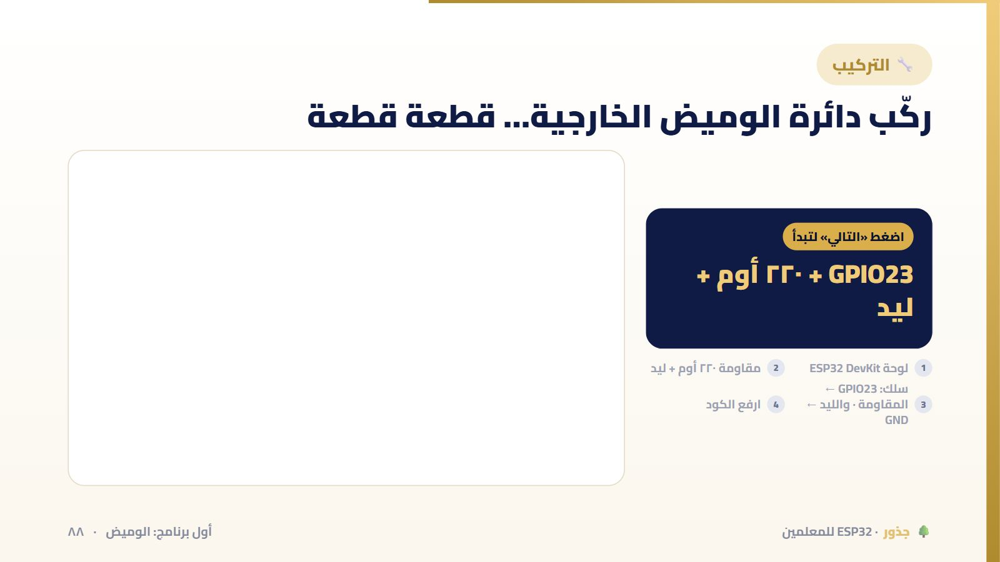 🔧 التركيب
ركّب دائرة الوميض الخارجية... قطعة قطعة
اضغط «التالي» لتبدأ
GPIO23 + ٢٢٠ أوم +
ليد
1 لوحة ESP32 DevKit
2 مقاومة ٢٢٠ أوم + ليد
3 سلك: GPIO23 ←
المقاومة · والليد ←
GND
4 ارفع الكود
🌳 جذور · ESP32 للمعلمين
أول برنامج: الوميض · ٨٨